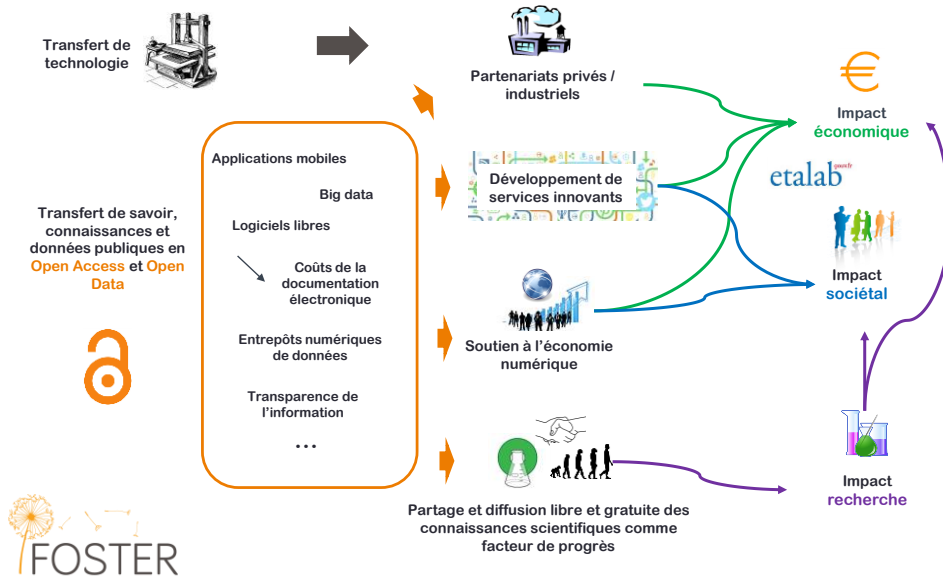 Transfert de
technologie
Partenariats privés /
industriels
Impact
économique
etalab
gouv.fr
Applications mobiles
Big data
Logiciels libres
Coûts de la
documentation
électronique
Entrepôts numériques
de données
Transparence de
l'information
...
Transfert de savoir,
connaissances et
données publiques en
Open Access et Open
Data
Développement de
services innovants
Impact
sociétal
Soutien à l'économie
numérique
Partage et diffusion libre et gratuite des
connaissances scientifiques comme
facteur de progrès
Impact
recherche
FOSTER